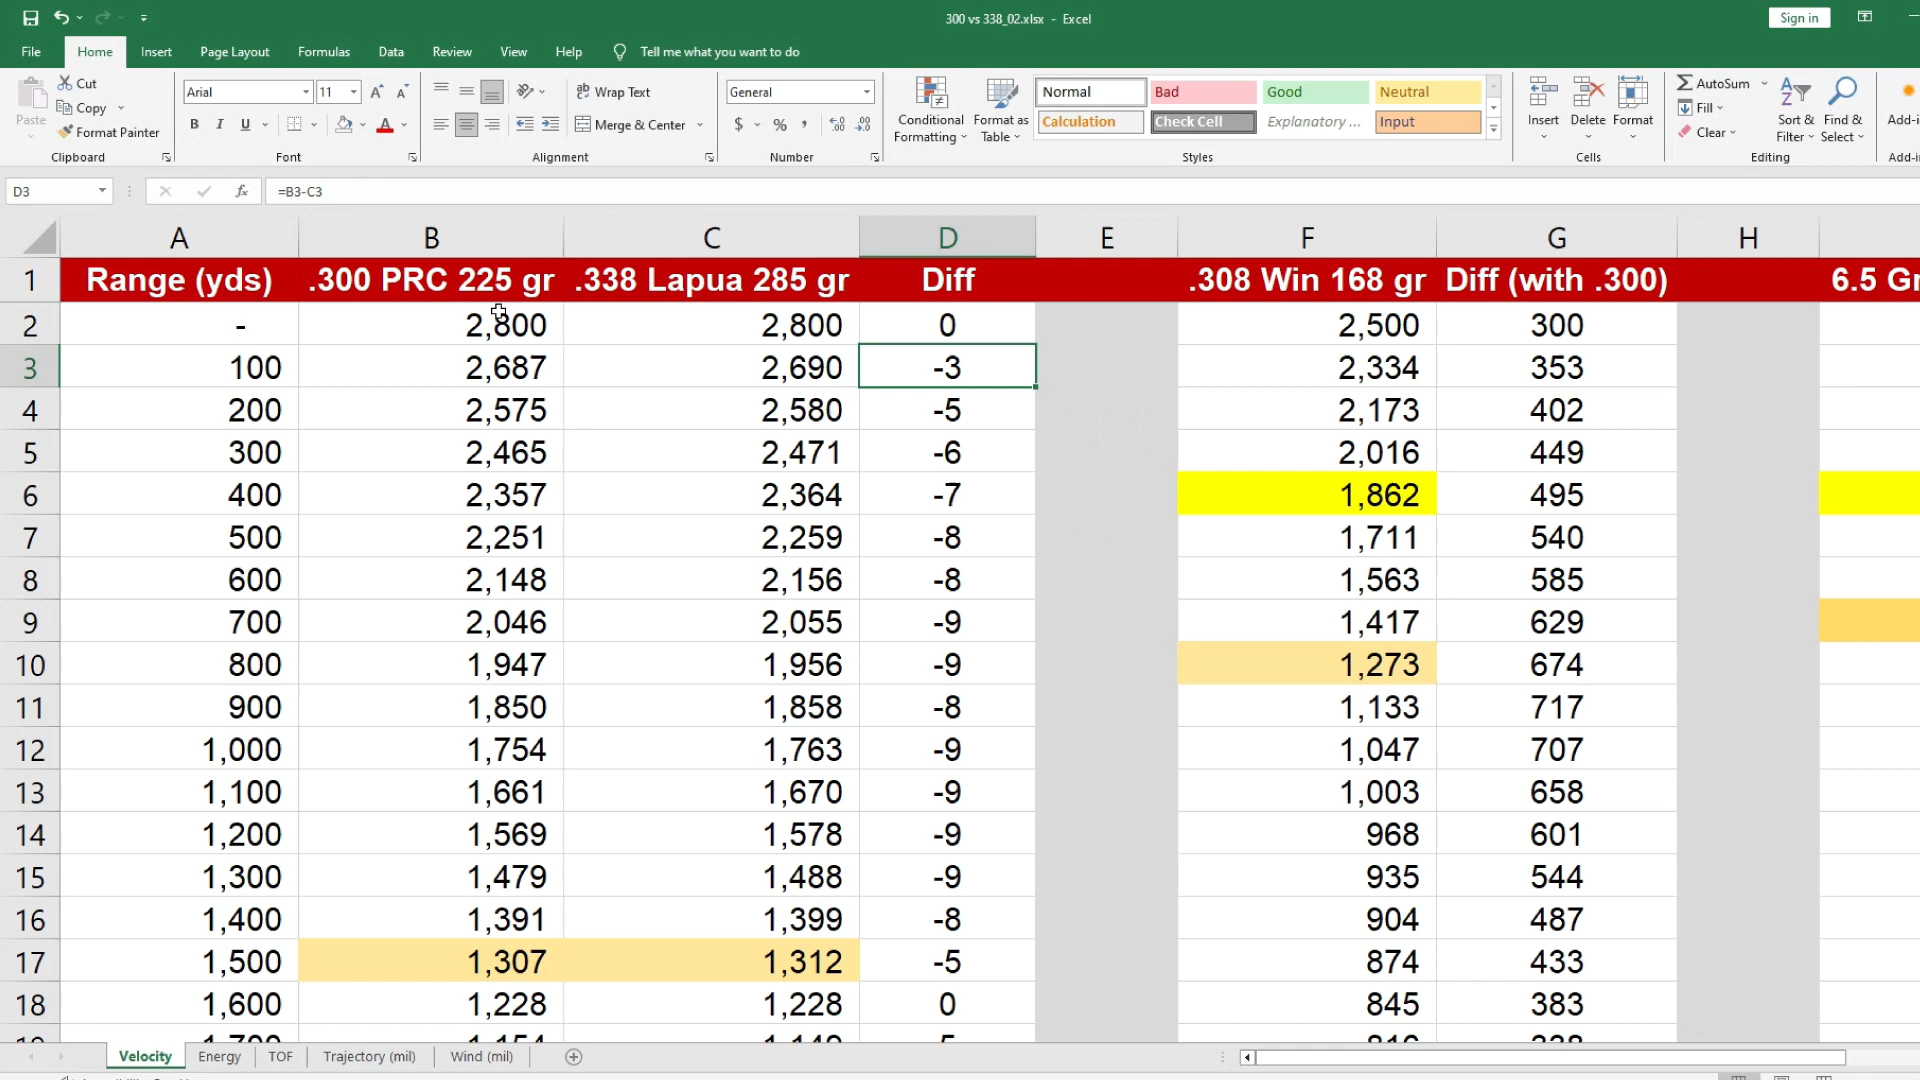 300 vs 338_02.xlsx - Excel
Sign in
File Home Insert Page Layout Formulas Data Review View Help Tell me what you want to do
Paste
Cut
Copy
Format Painter
Clipboard
Arial 11
B I U
Font
Wrap Text
Merge & Center
Alignment
General
$ % ,
Number
Conditional Formatting
Format as Table
Normal Bad Good Neutral
Calculation Check Cell Explanatory ... Input
Styles
Insert Delete Format
Cells
AutoSum
Fill
Clear
Sort & Filter
Find & Select
Editing
Add-i
Add-in
D3 fx =B3-C3
A B C D E F G H
1 Range (yds) .300 PRC 225 gr .338 Lapua 285 gr Diff .308 Win 168 gr Diff (with .300) 6.5 Gr
2 - 2,800 2,800 0 2,500 300
3 100 2,687 2,690 -3 2,334 353
4 200 2,575 2,580 -5 2,173 402
5 300 2,465 2,471 -6 2,016 449
6 400 2,357 2,364 -7 1,862 495
7 500 2,251 2,259 -8 1,711 540
8 600 2,148 2,156 -8 1,563 585
9 700 2,046 2,055 -9 1,417 629
10 800 1,947 1,956 -9 1,273 674
11 900 1,850 1,858 -8 1,133 717
12 1,000 1,754 1,763 -9 1,047 707
13 1,100 1,661 1,670 -9 1,003 658
14 1,200 1,569 1,578 -9 968 601
15 1,300 1,479 1,488 -9 935 544
16 1,400 1,391 1,399 -8 904 487
17 1,500 1,307 1,312 -5 874 433
18 1,600 1,228 1,228 0 845 383
Velocity Energy TOF Trajectory (mil) Wind (mil)